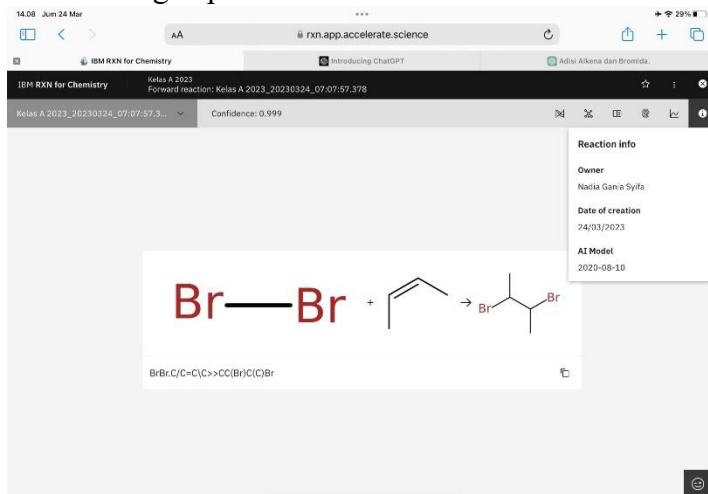 14.08 Jum 24 Mar
29%
AA
rxn.app.accelerate.science
IBM RXN for Chemistry
Introducing ChatGPT
Adisi Alkena dan Bromida.
IBM RXN for Chemistry
Kelas A 2023
Forward reaction: Kelas A 2023_20230324_07:07:57.378
Kelas A 2023_20230324_07:07:57.3...
Confidence: 0.999
Reaction info
Owner
Nadia Gania Syifa
Date of creation
24/03/2023
AI Model
2020-08-10
Br Br + → Br Br
BrBr.C/C=C\C>>CC(Br)C(C)Br